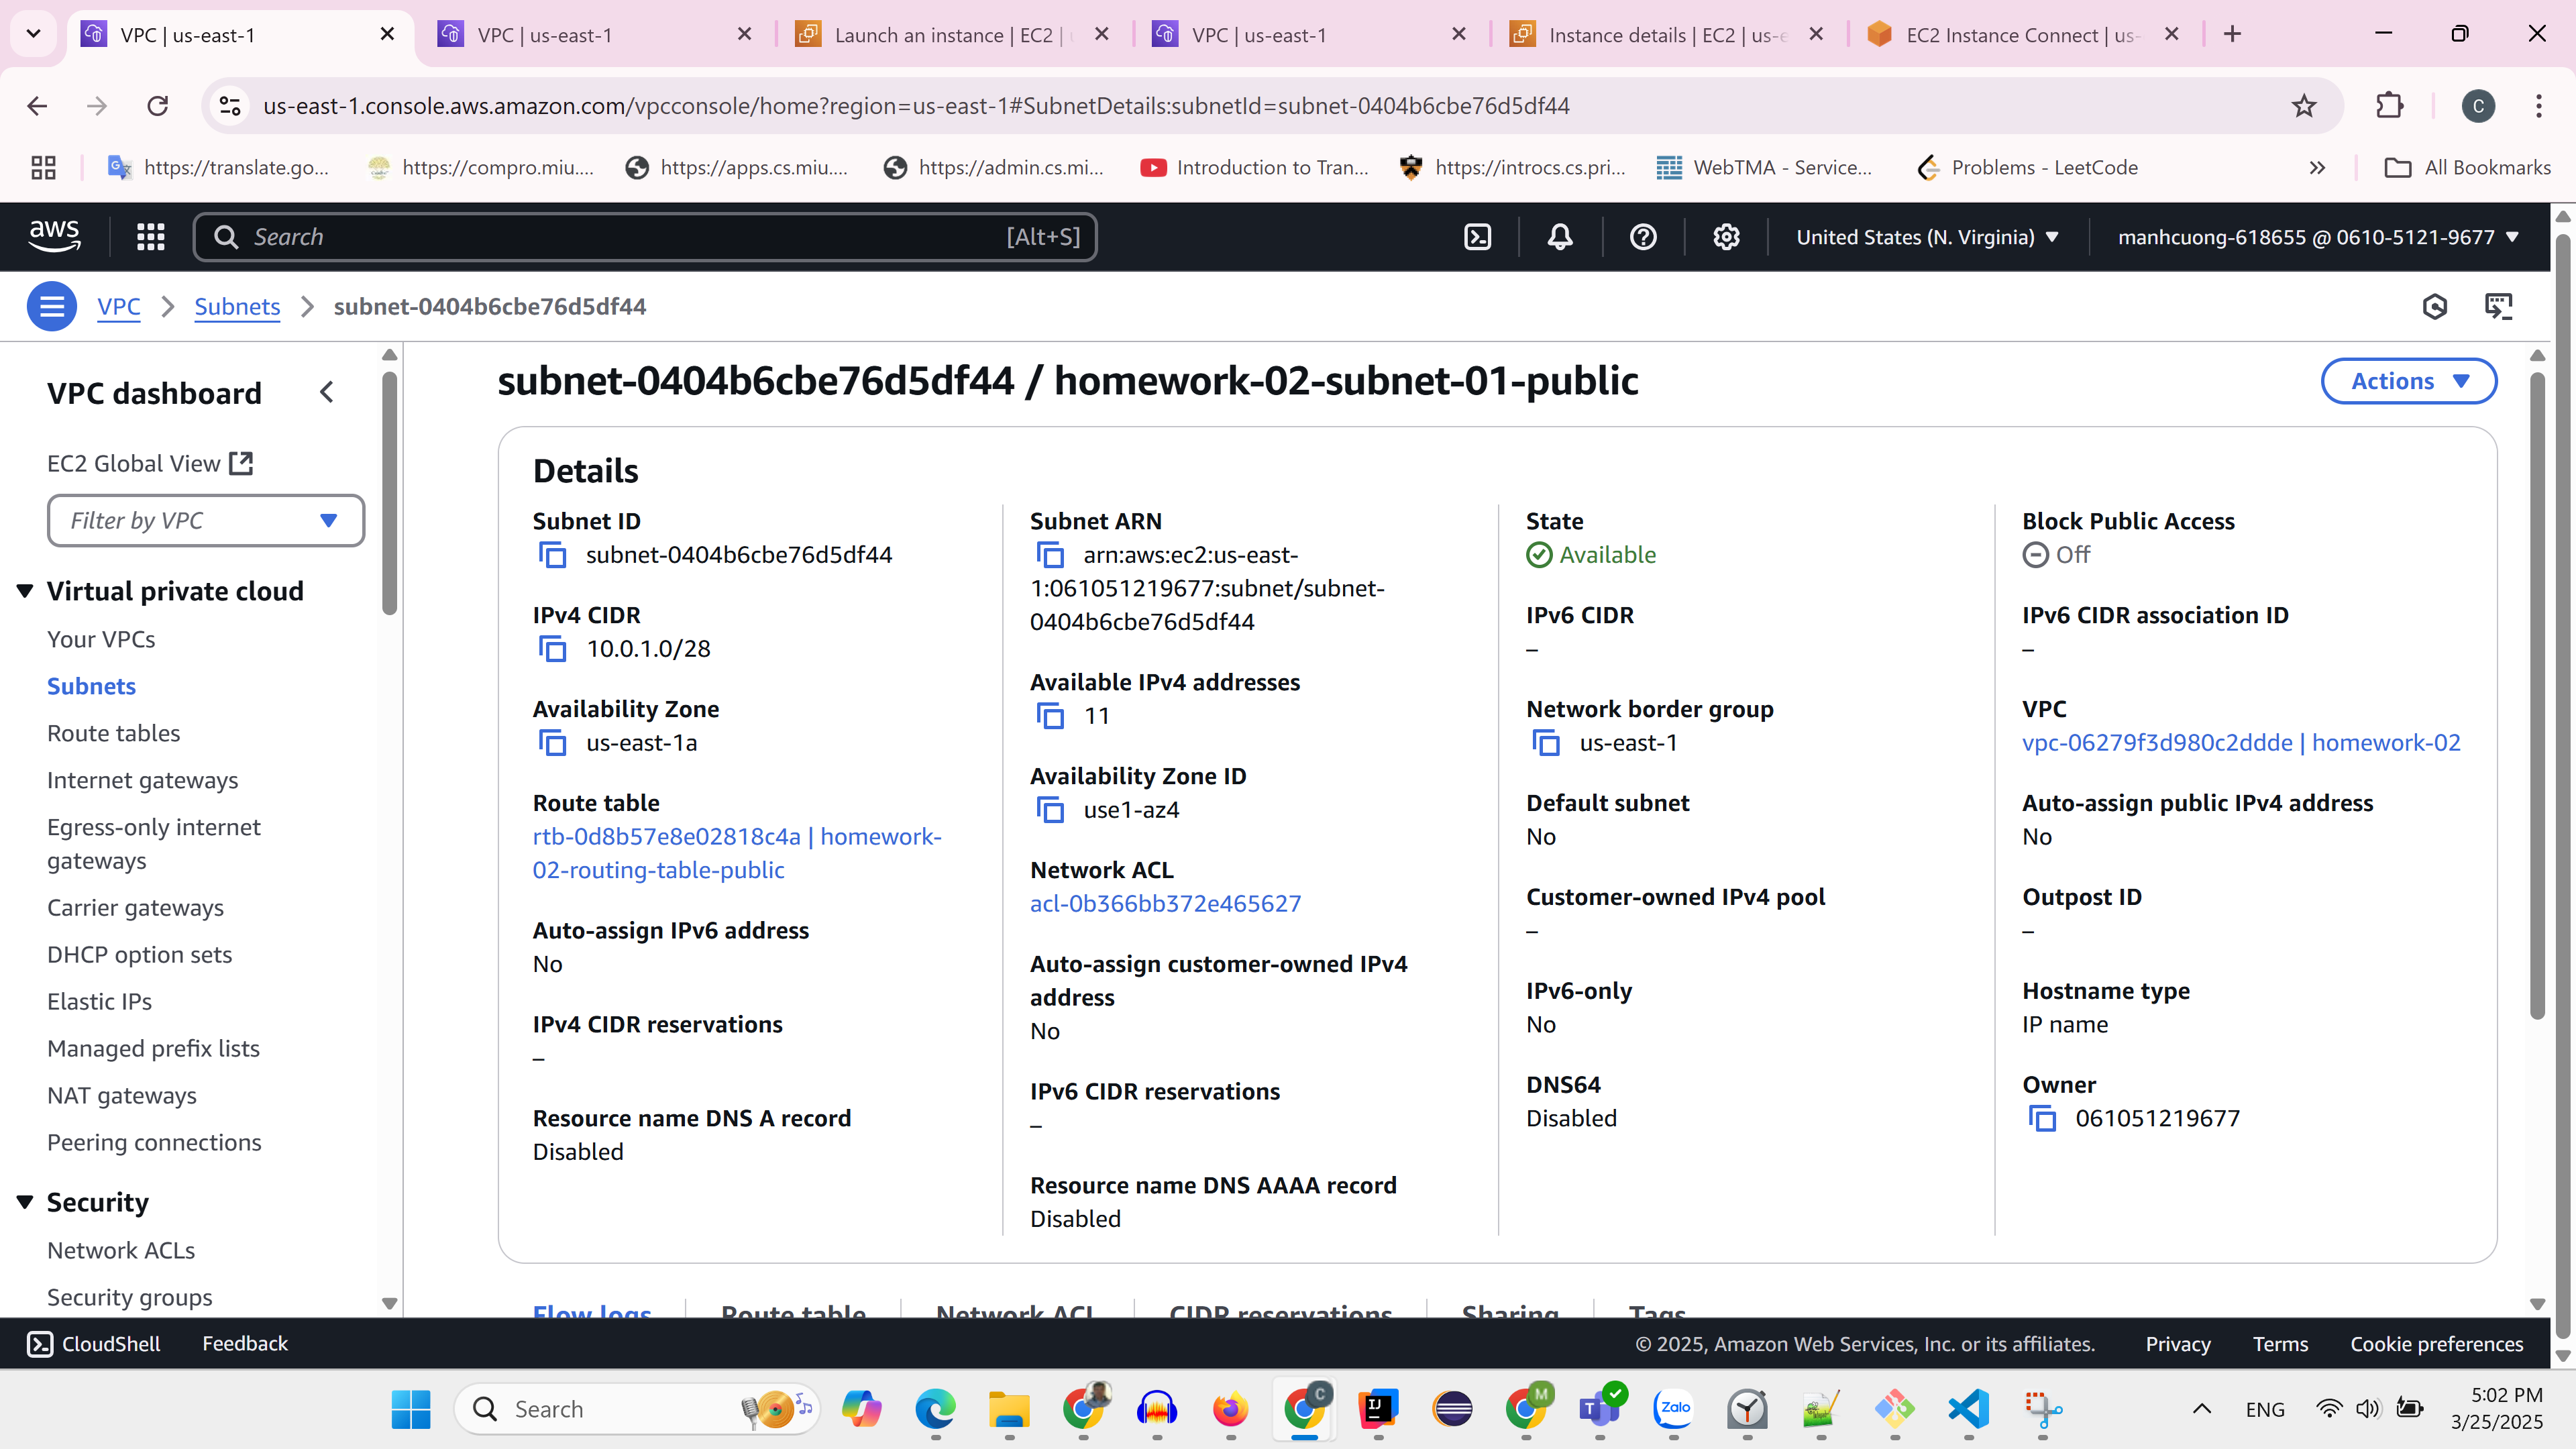 VPC | us-east-1
VPC | us-east-1
Launch an instance | EC2 | u
VPC | us-east-1
Instance details | EC2 | us-e
EC2 Instance Connect | us-
us-east-1.console.aws.amazon.com/vpcconsole/home?region=us-east-1#SubnetDetails:subnetId=subnet-0404b6cbe76d5df44
C
https://translate.go...
https://compro.miu....
https://apps.cs.miu....
https://admin.cs.mi...
Introduction to Tran...
https://introcs.cs.pri...
WebTMA - Service...
Problems - LeetCode
All Bookmarks
aws
Search
[Alt+S]
United States (N. Virginia)
manhcuong-618655 @ 0610-5121-9677
VPC
Subnets
subnet-0404b6cbe76d5df44
VPC dashboard
EC2 Global View
Filter by VPC
Virtual private cloud
Your VPCs
Subnets
Route tables
Internet gateways
Egress-only internet
gateways
Carrier gateways
DHCP option sets
Elastic IPs
Managed prefix lists
NAT gateways
Peering connections
Security
Network ACLs
Security groups
subnet-0404b6cbe76d5df44 / homework-02-subnet-01-public
Actions
Details
Subnet ID
subnet-0404b6cbe76d5df44
IPv4 CIDR
10.0.1.0/28
Availability Zone
us-east-1a
Route table
rtb-0d8b57e8e02818c4a | homework-
02-routing-table-public
Auto-assign IPv6 address
No
IPv4 CIDR reservations
–
Resource name DNS A record
Disabled
Subnet ARN
arn:aws:ec2:us-east-
1:061051219677:subnet/subnet-
0404b6cbe76d5df44
Available IPv4 addresses
11
Availability Zone ID
use1-az4
Network ACL
acl-0b366bb372e465627
Auto-assign customer-owned IPv4
address
No
IPv6 CIDR reservations
–
Resource name DNS AAAA record
Disabled
State
Available
IPv6 CIDR
–
Network border group
us-east-1
Default subnet
No
Customer-owned IPv4 pool
–
IPv6-only
No
DNS64
Disabled
Block Public Access
Off
IPv6 CIDR association ID
–
VPC
vpc-06279f3d980c2ddde | homework-02
Auto-assign public IPv4 address
No
Outpost ID
–
Hostname type
IP name
Owner
061051219677
Flow logs
Route table
Network ACL
CIDR reservations
Sharing
Tags
CloudShell
Feedback
© 2025, Amazon Web Services, Inc. or its affiliates.
Privacy
Terms
Cookie preferences
Search
C
IJ
M
T
Zalo
ENG
5:02 PM
3/25/2025